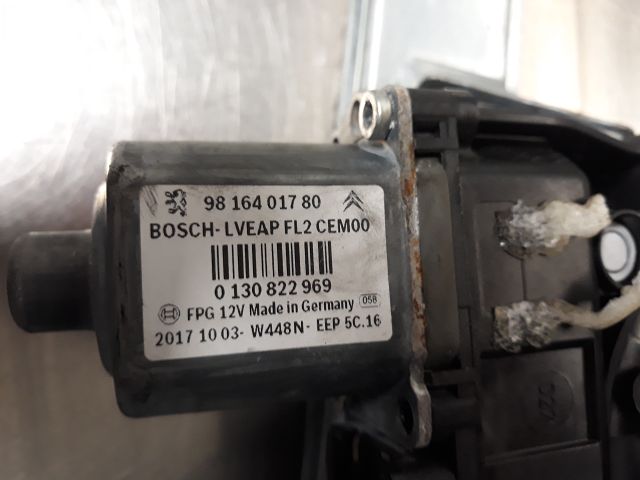 98 164 017 80
BOSCH- LVEAP FL2 CEM00
0 130 822 969
FPG 12V Made in Germany 058
2017 10 03- W448N- EEP 5C.16